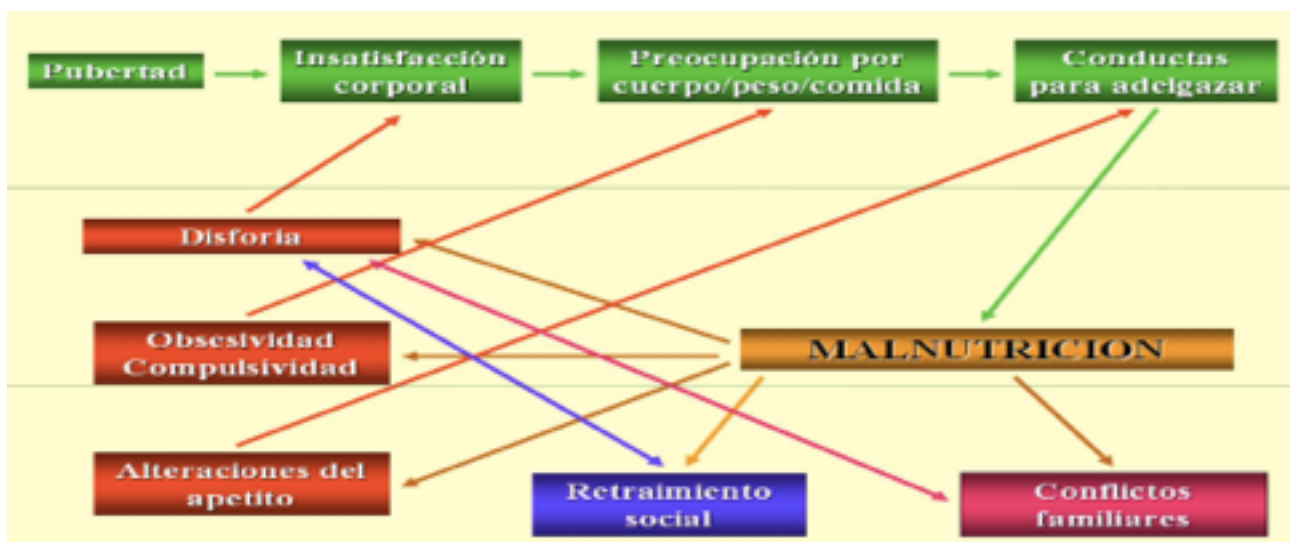 Pubertad
Insatisfacción
corporal
Preocupación por
cuerpo/peso/comida
Conductas
para adelgazar
Disforia
Obsesividad
Compulsividad
MALNUTRICION
Alteraciones del
apetito
Retraimiento
social
Conflictos
familiares